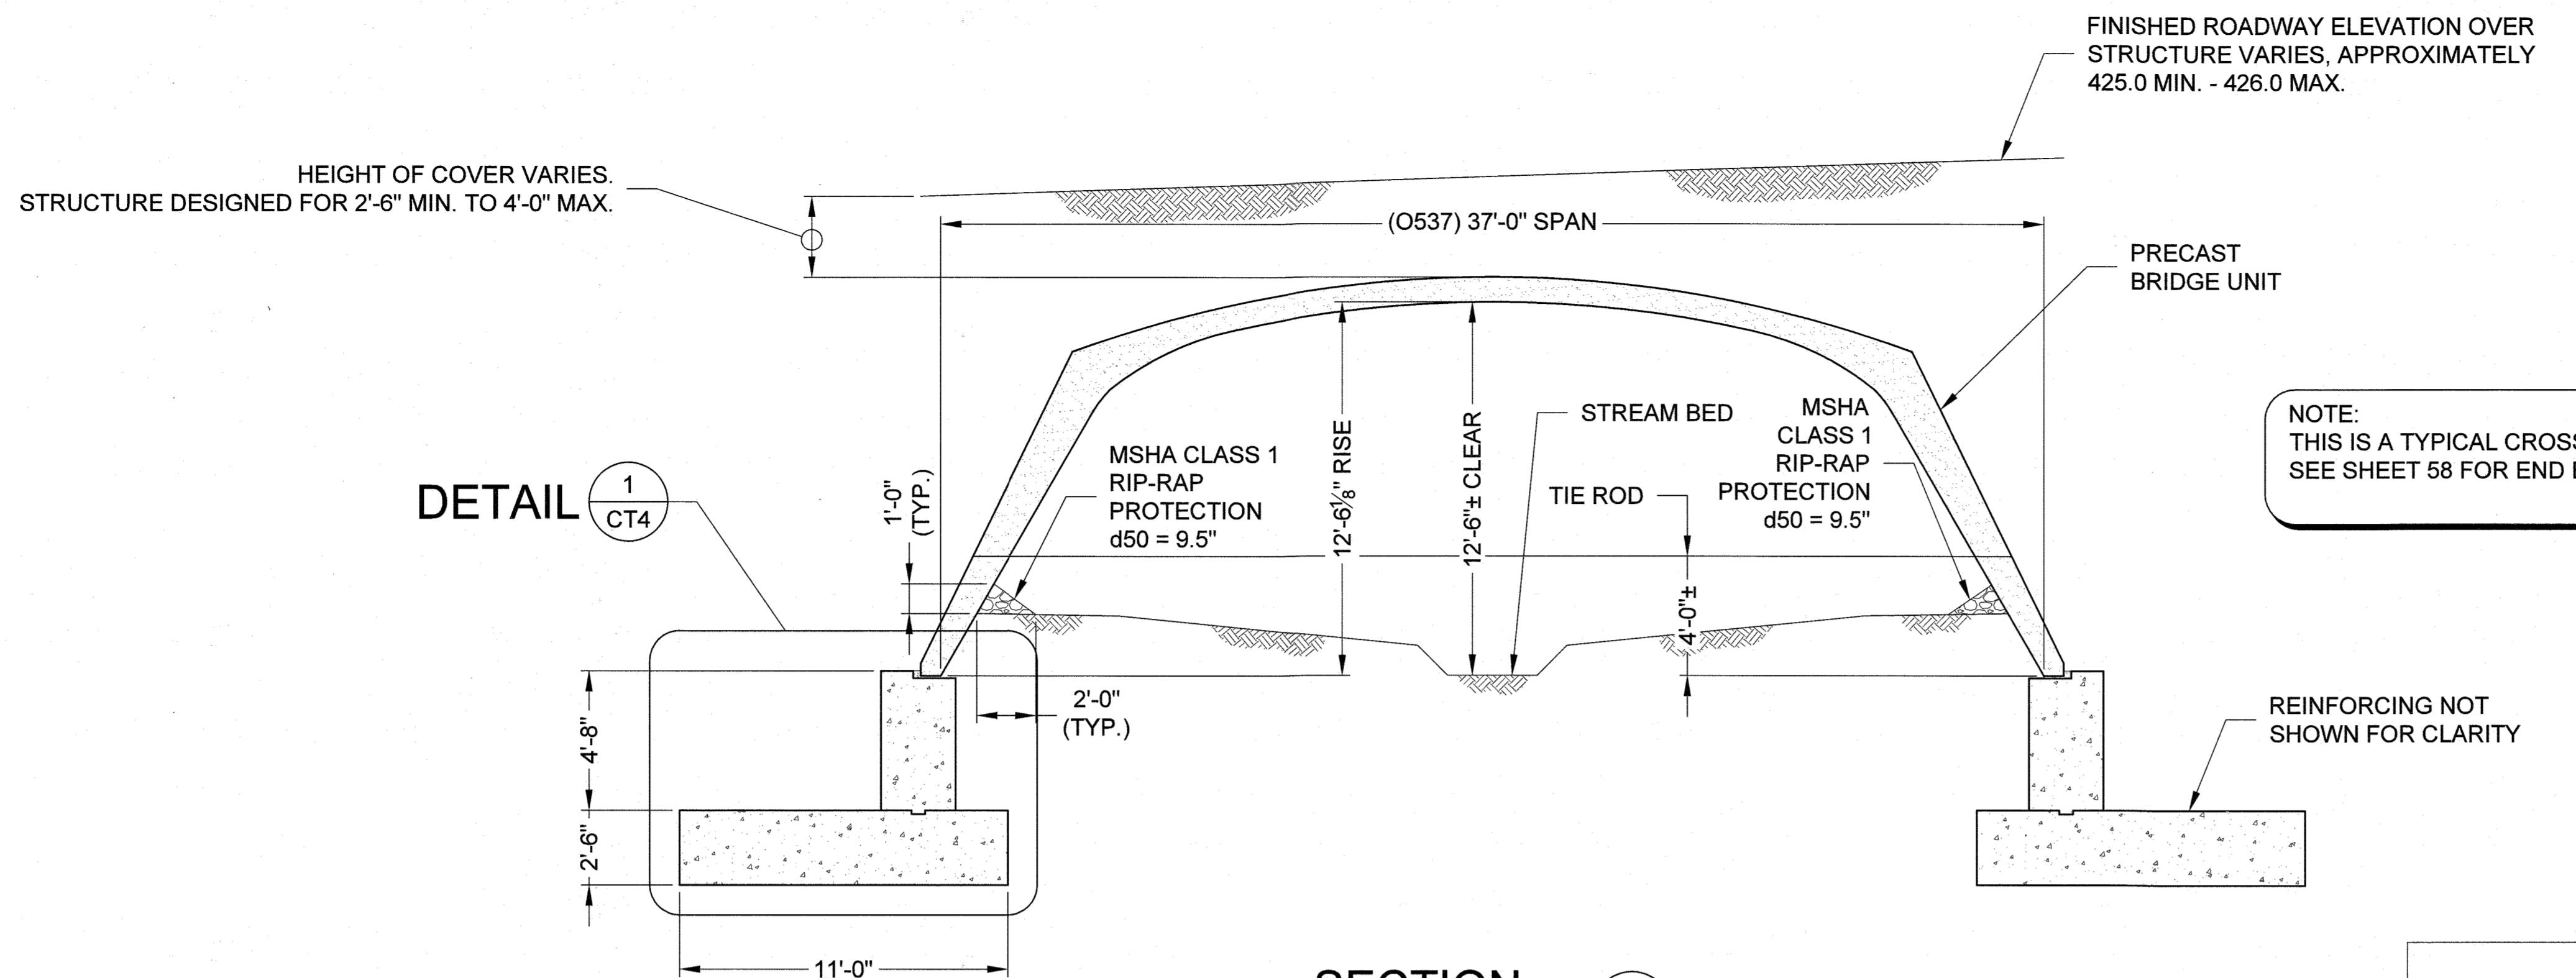 FINISHED ROADWAY ELEVATION OVER
STRUCTURE VARIES, APPROXIMATELY
425.0 MIN. - 426.0 MAX.
HEIGHT OF COVER VARIES.
STRUCTURE DESIGNED FOR 2'-6" MIN. TO 4'-0" MAX.
(O537) 37'-0" SPAN
PRECAST
BRIDGE UNIT
NOTE:
THIS IS A TYPICAL CROSS
SEE SHEET 58 FOR END
DETAIL
1
CT4
1'-0"
(TYP.)
MSHA CLASS 1
RIP-RAP
PROTECTION
d50 = 9.5"
12'-6⅛" RISE
12'-6"± CLEAR
STREAM BED
TIE ROD
MSHA
CLASS 1
RIP-RAP
PROTECTION
d50 = 9.5"
4'-0"±
2'-0"
(TYP.)
4'-8"
2'-6"
11'-0"
REINFORCING NOT
SHOWN FOR CLARITY
SECTION